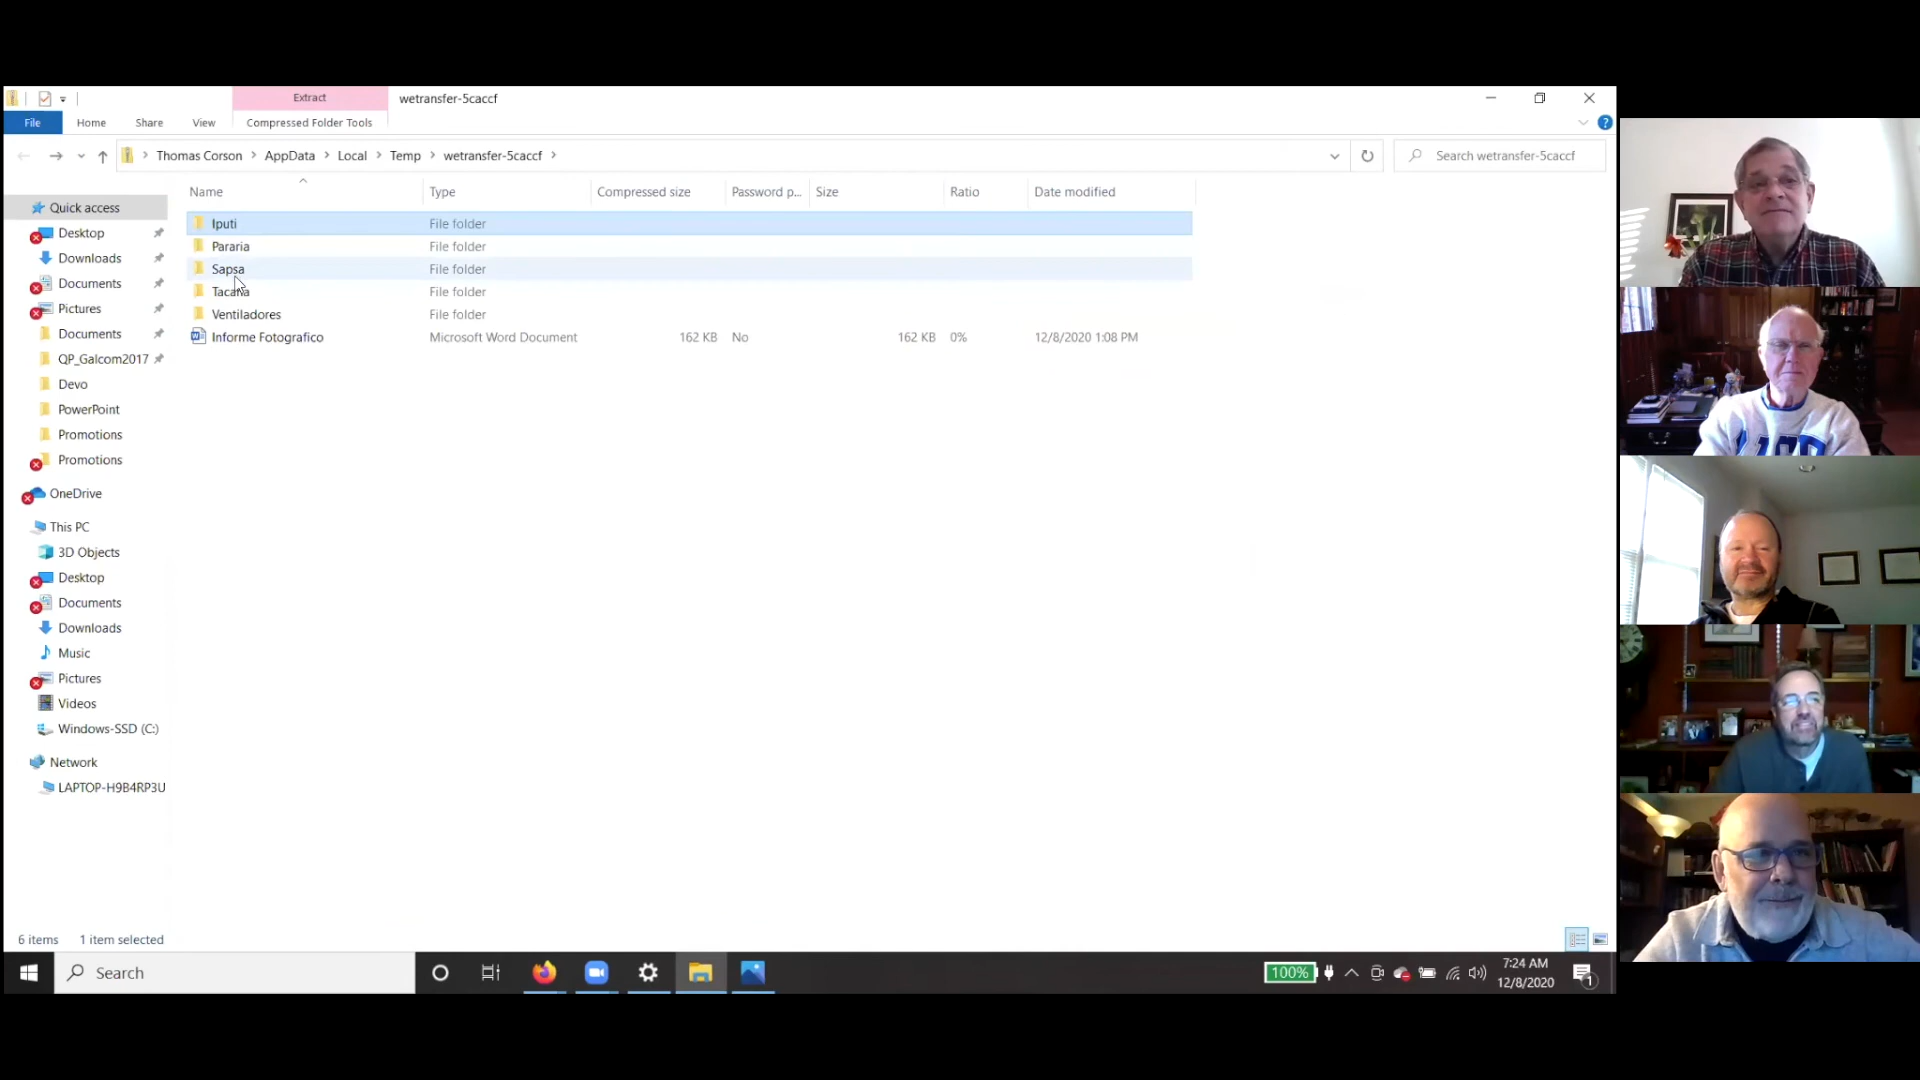 Extract
wetransfer-5caccf
File
Home
Share
View
Compressed Folder Tools
Thomas Corson
AppData
Local
Temp
wetransfer-5caccf
Search wetransfer-5caccf
Name
Type
Compressed size
Password p...
Size
Ratio
Date modified
Quick access
Desktop
Downloads
Documents
Pictures
Documents
QP_Galcom2017
Devo
PowerPoint
Promotions
Promotions
OneDrive
This PC
3D Objects
Desktop
Documents
Downloads
Music
Pictures
Videos
Windows-SSD (C:)
Network
LAPTOP-H9B4RP3U
Iputi File folder
Pararia File folder
Sapsa File folder
File folder
Ventiladores File folder
Informe Fotografico Microsoft Word Document 162 KB No 162 KB 0% 12/8/2020 1:08 PM
6 items 1 item selected
Search
100%
7:24 AM
12/8/2020
1